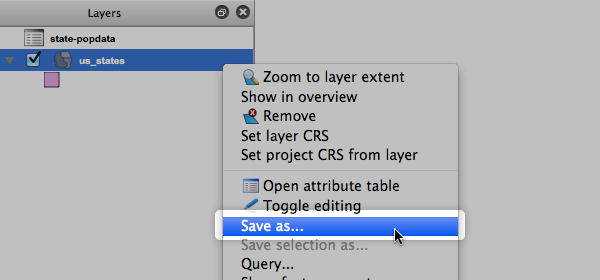 Layers
state-popdata
us_states
Zoom to layer extent
Show in overview
Remove
Set layer CRS
Set project CRS from layer
Open attribute table
Toggle editing
Save as...
Save selection as...
Query...